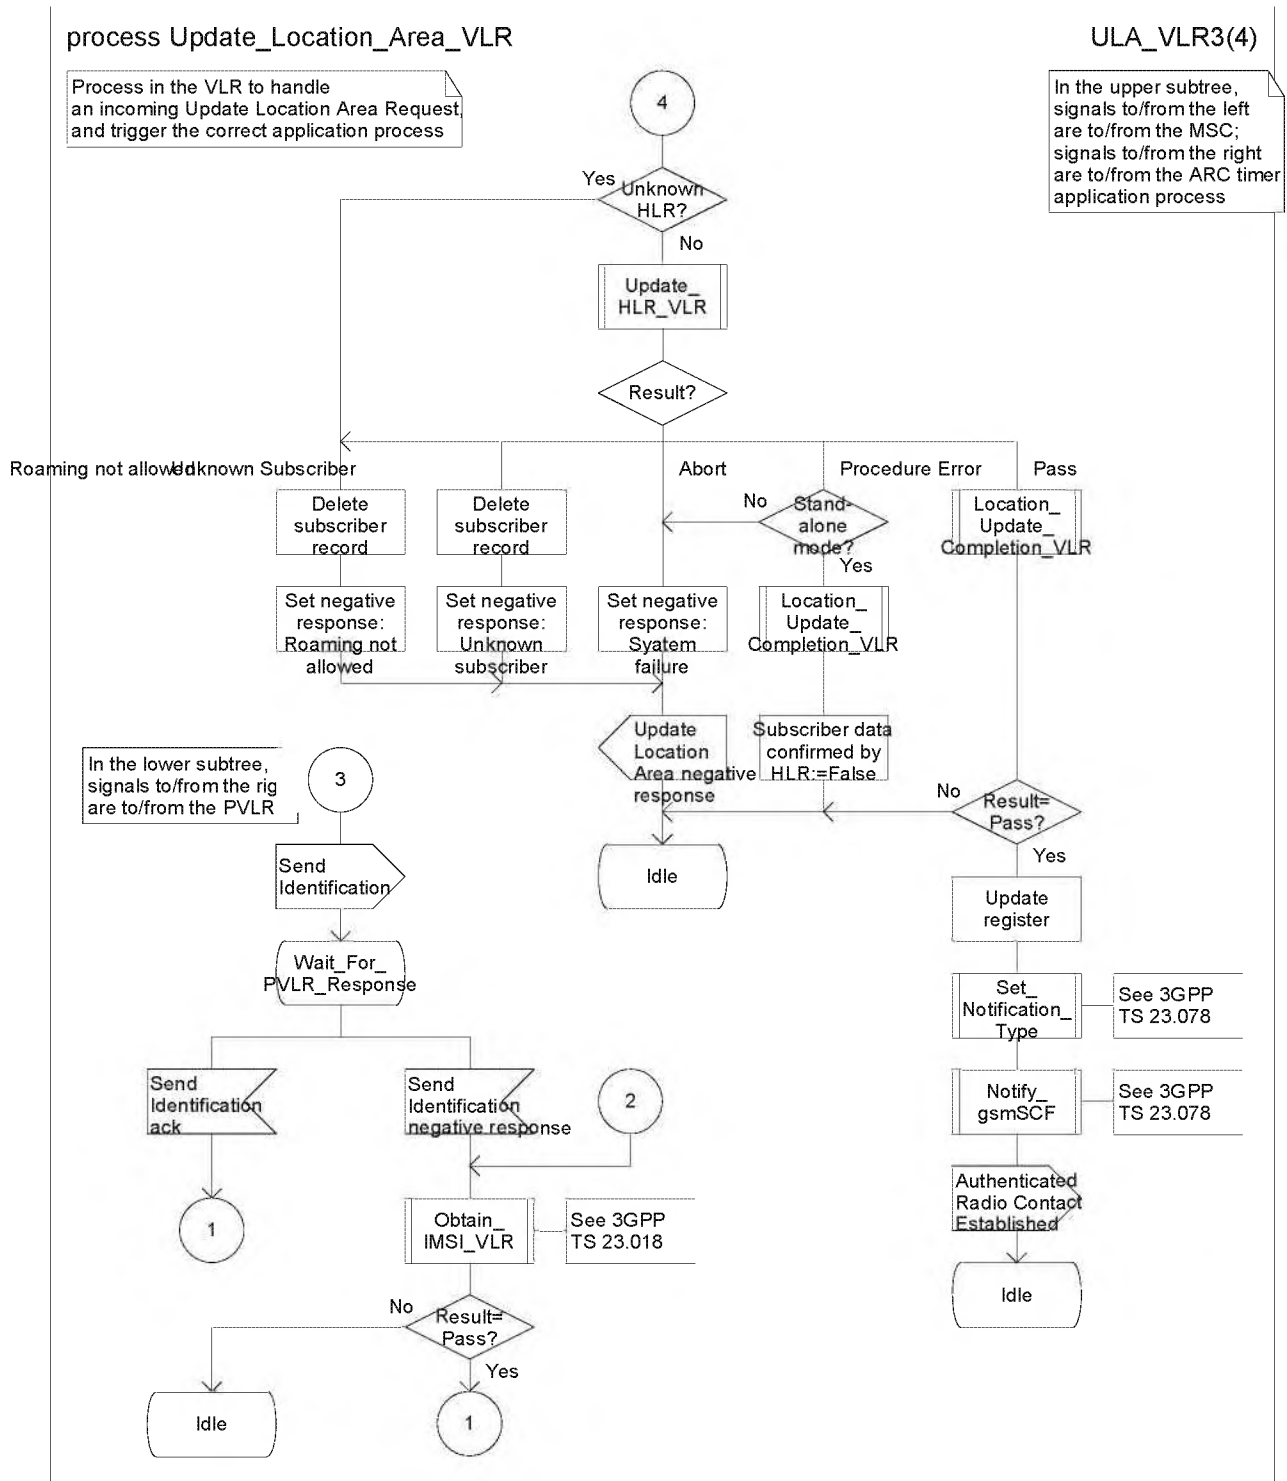 process Update_Location_Area_VLR
ULA_VLR3(4)
Process in the VLR to handle
an incoming Update Location Area Request,
and trigger the correct application process
In the upper subtree,
signals to/from the left
are to/from the MSC;
signals to/from the right
are to/from the ARC timer
application process
4
Yes
Unknown
HLR?
No
Update_
HLR_VLR
Result?
Roaming not allowed
Unknown Subscriber
Abort
Procedure Error
Pass
Delete
subscriber
record
Delete
subscriber
record
No
Stand-
alone
mode?
Yes
Location_
Update_
Completion_VLR
Set negative
response:
Roaming not
allowed
Set negative
response:
Unknown
subscriber
Set negative
response:
System
failure
Location_
Update_
Completion_VLR
Update
Location
Area negative
response
Subscriber data
confirmed by
HLR:=False
In the lower subtree,
signals to/from the rig
are to/from the PVLR
3
No
Result=
Pass?
Yes
Send
Identification
Idle
Update
register
Wait_For_
PVLR_Response
Set_
Notification_
Type
See 3GPP
TS 23.078
Send
Identification
ack
Send
Identification
negative response
2
Notify_
gsmSCF
See 3GPP
TS 23.078
Authenticated
Radio Contact
Established
1
Obtain_
IMSI_VLR
See 3GPP
TS 23.018
Idle
No
Result=
Pass?
Yes
Idle
1